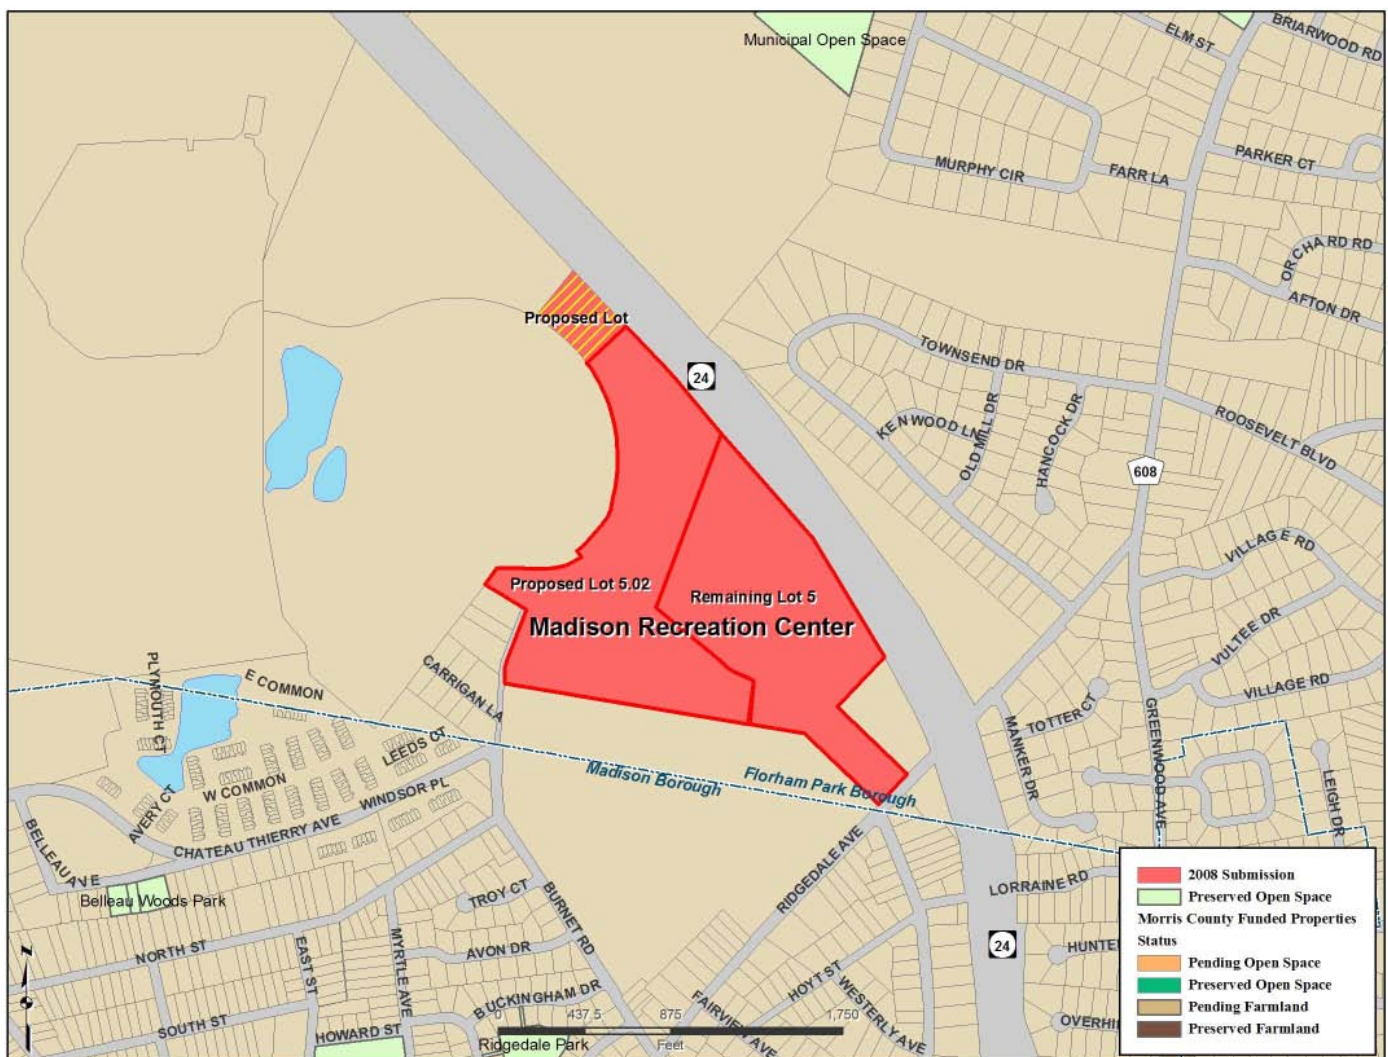 Municipal Open Space
ELM ST
BRIARWOOD RD
MURPHY CIR
FARR LA
PARKER CT
ORCHARD RD
AFTON DR
Proposed Lot
24
TOWNSEND DR
KENWOOD LN
OLD MILL DR
HANCOCK DR
ROOSEVELT BLVD
608
VILLAGE RD
VULTEE DR
VILLAGE RD
Proposed Lot 5.02
Remaining Lot 5
Madison Recreation Center
PLYMOUTH CT
E COMMON
CARRIGAN LA
LEEDS CT
W COMMON
WINDSOR PL
AVERY CT
CHATEAU THIERRY AVE
BELLEAU AVE
Belleau Woods Park
Madison Borough
Florham Park Borough
MANKER DR
TOTTER CT
GREENWOOD AVE
LEIGH DR
RIDGEDALE AVE
LORRAINE RD
TROY CT
BURNET RD
NORTH ST
EAST ST
MYRTLE AVE
AVON DR
HOYT ST
WESTERLY AVE
24
HUNTE
BUCKINGHAM DR
FAIRVIEW AVE
SOUTH ST
HOWARD ST
OVERHI
Ridgedale Park
N
0 437.5 875 1,750
Feet
2008 Submission
Preserved Open Space
Morris County Funded Properties
Status
Pending Open Space
Preserved Open Space
Pending Farmland
Preserved Farmland